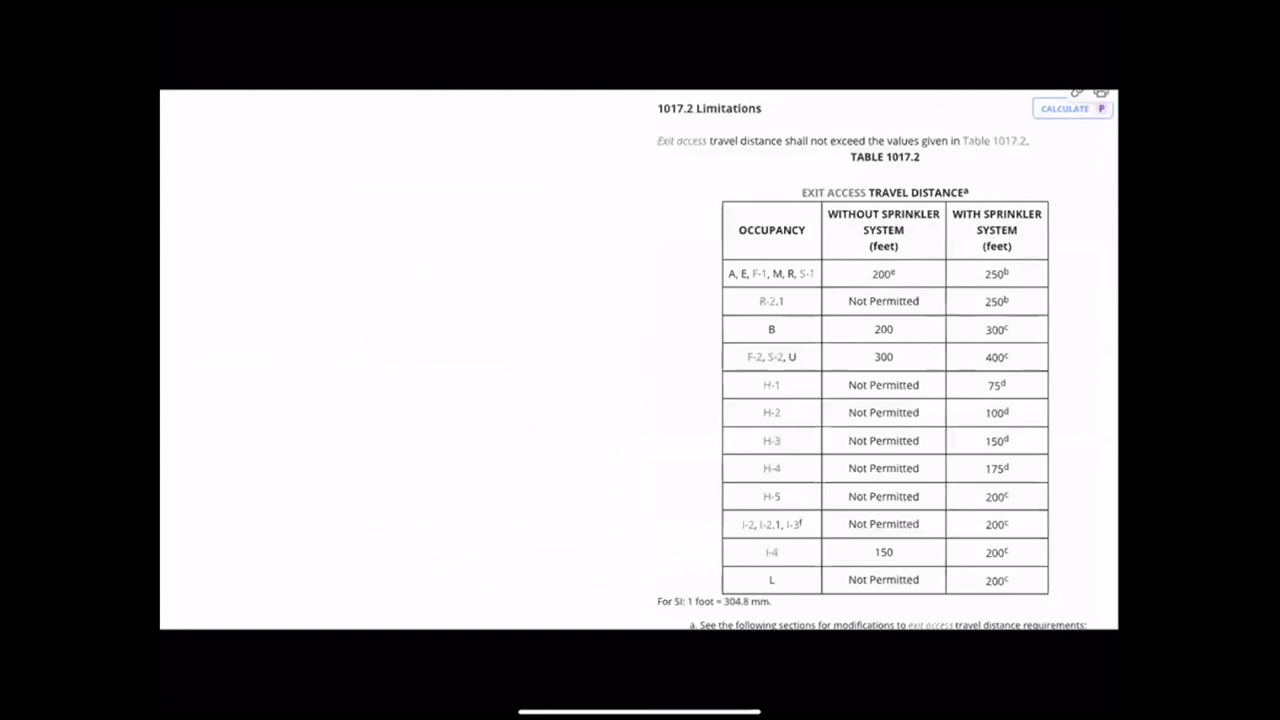 1017.2 Limitations
CALCULATE P
Exit access travel distance shall not exceed the values given in Table 1017.2.
TABLE 1017.2
EXIT ACCESS TRAVEL DISTANCEᵃ
OCCUPANCY | WITHOUT SPRINKLER SYSTEM (feet) | WITH SPRINKLER SYSTEM (feet)
A, E, F-1, M, R, S-1 | 200ᵉ | 250ᵇ
R-2.1 | Not Permitted | 250ᵇ
B | 200 | 300ᶜ
F-2, S-2, U | 300 | 400ᶜ
H-1 | Not Permitted | 75ᵈ
H-2 | Not Permitted | 100ᵈ
H-3 | Not Permitted | 150ᵈ
H-4 | Not Permitted | 175ᵈ
H-5 | Not Permitted | 200ᶜ
I-2, I-2.1, I-3ᶠ | Not Permitted | 200ᶜ
I-4 | 150 | 200ᶜ
L | Not Permitted | 200ᶜ
For SI: 1 foot = 304.8 mm.
a. See the following sections for modifications to exit access travel distance requirements: